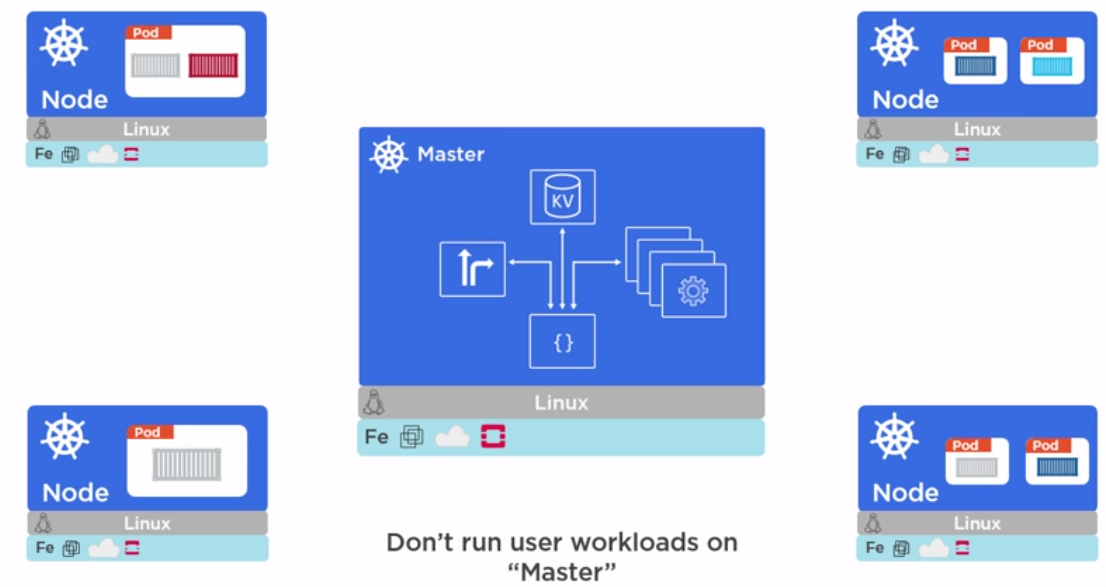 Pod
Node
Linux
Fe
Pod Pod
Node
Linux
Fe
Master
KV
{}
Linux
Fe
Pod
Node
Linux
Fe
Pod Pod
Node
Linux
Fe
Don't run user workloads on
“Master”